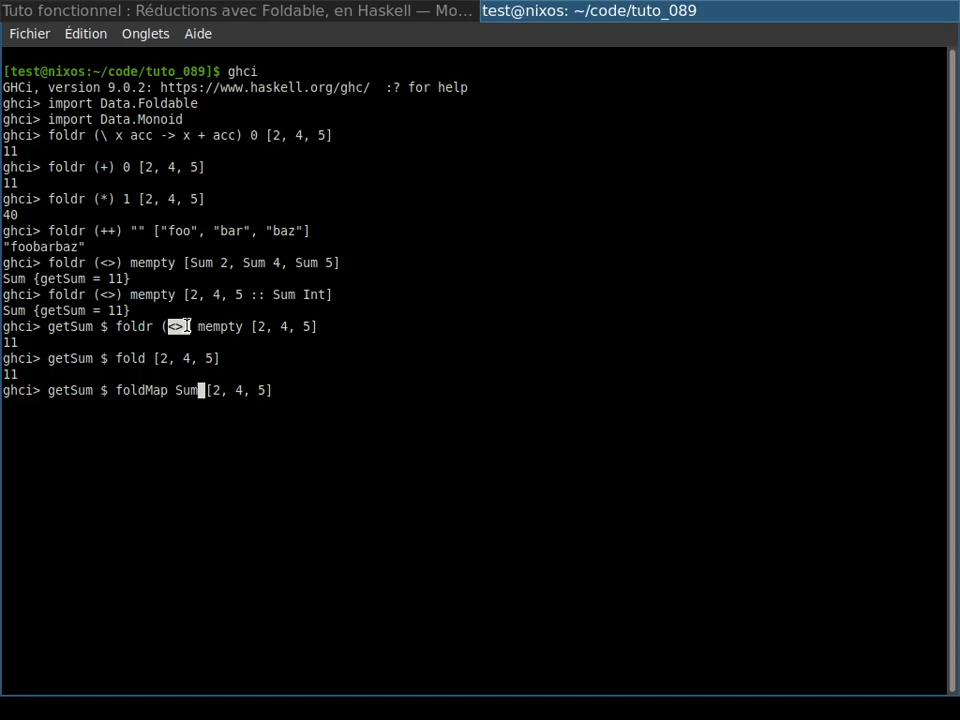 Tuto fonctionnel : Réductions avec Foldable, en Haskell — Mo...
test@nixos: ~/code/tuto_089
Fichier Édition Onglets Aide
[test@nixos:~/code/tuto_089]$ ghci
GHCi, version 9.0.2: https://www.haskell.org/ghc/  :? for help
ghci> import Data.Foldable
ghci> import Data.Monoid
ghci> foldr (\ x acc -> x + acc) 0 [2, 4, 5]
11
ghci> foldr (+) 0 [2, 4, 5]
11
ghci> foldr (*) 1 [2, 4, 5]
40
ghci> foldr (++) "" ["foo", "bar", "baz"]
"foobarbaz"
ghci> foldr (<>) mempty [Sum 2, Sum 4, Sum 5]
Sum {getSum = 11}
ghci> foldr (<>) mempty [2, 4, 5 :: Sum Int]
Sum {getSum = 11}
ghci> getSum $ foldr (<>) mempty [2, 4, 5]
11
ghci> getSum $ fold [2, 4, 5]
11
ghci> getSum $ foldMap Sum [2, 4, 5]